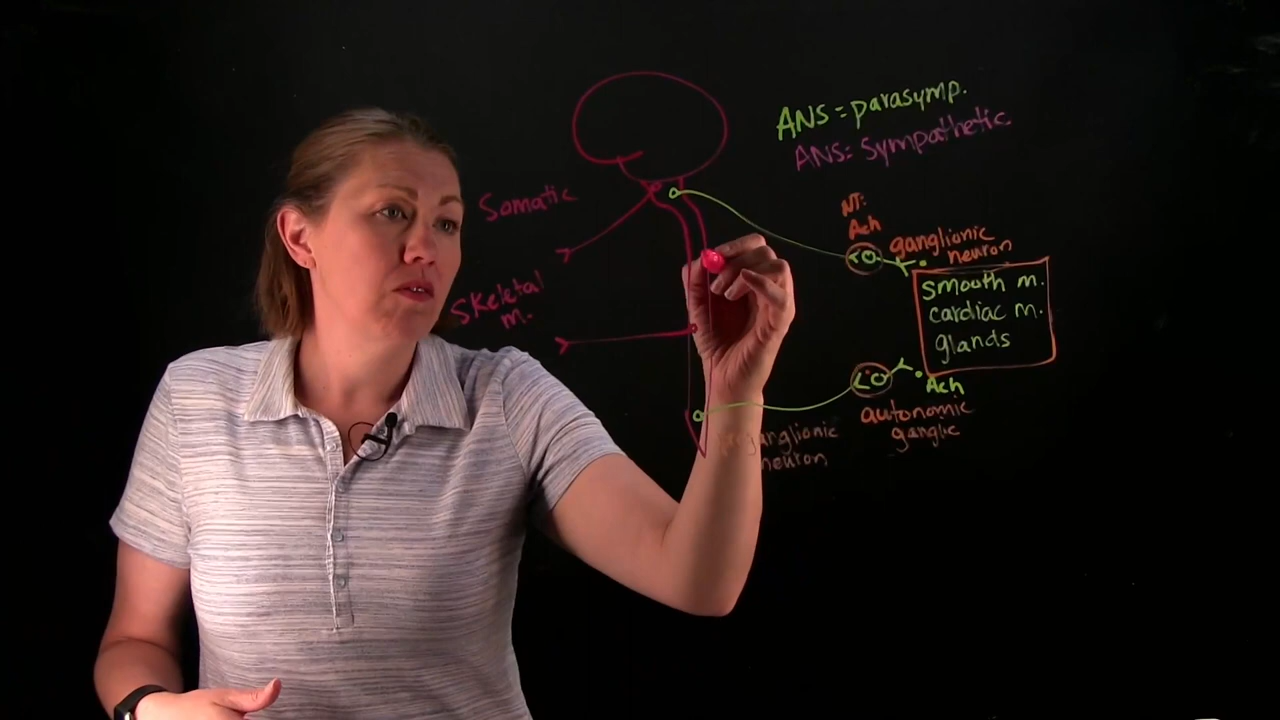 ANS = parasymp.
ANS = Sympathetic
Somatic
NT:
Ach
ganglionic
neuron
Skeletal
m.
smooth m.
cardiac m.
glands
Ach
autonomic
ganglia
neuron